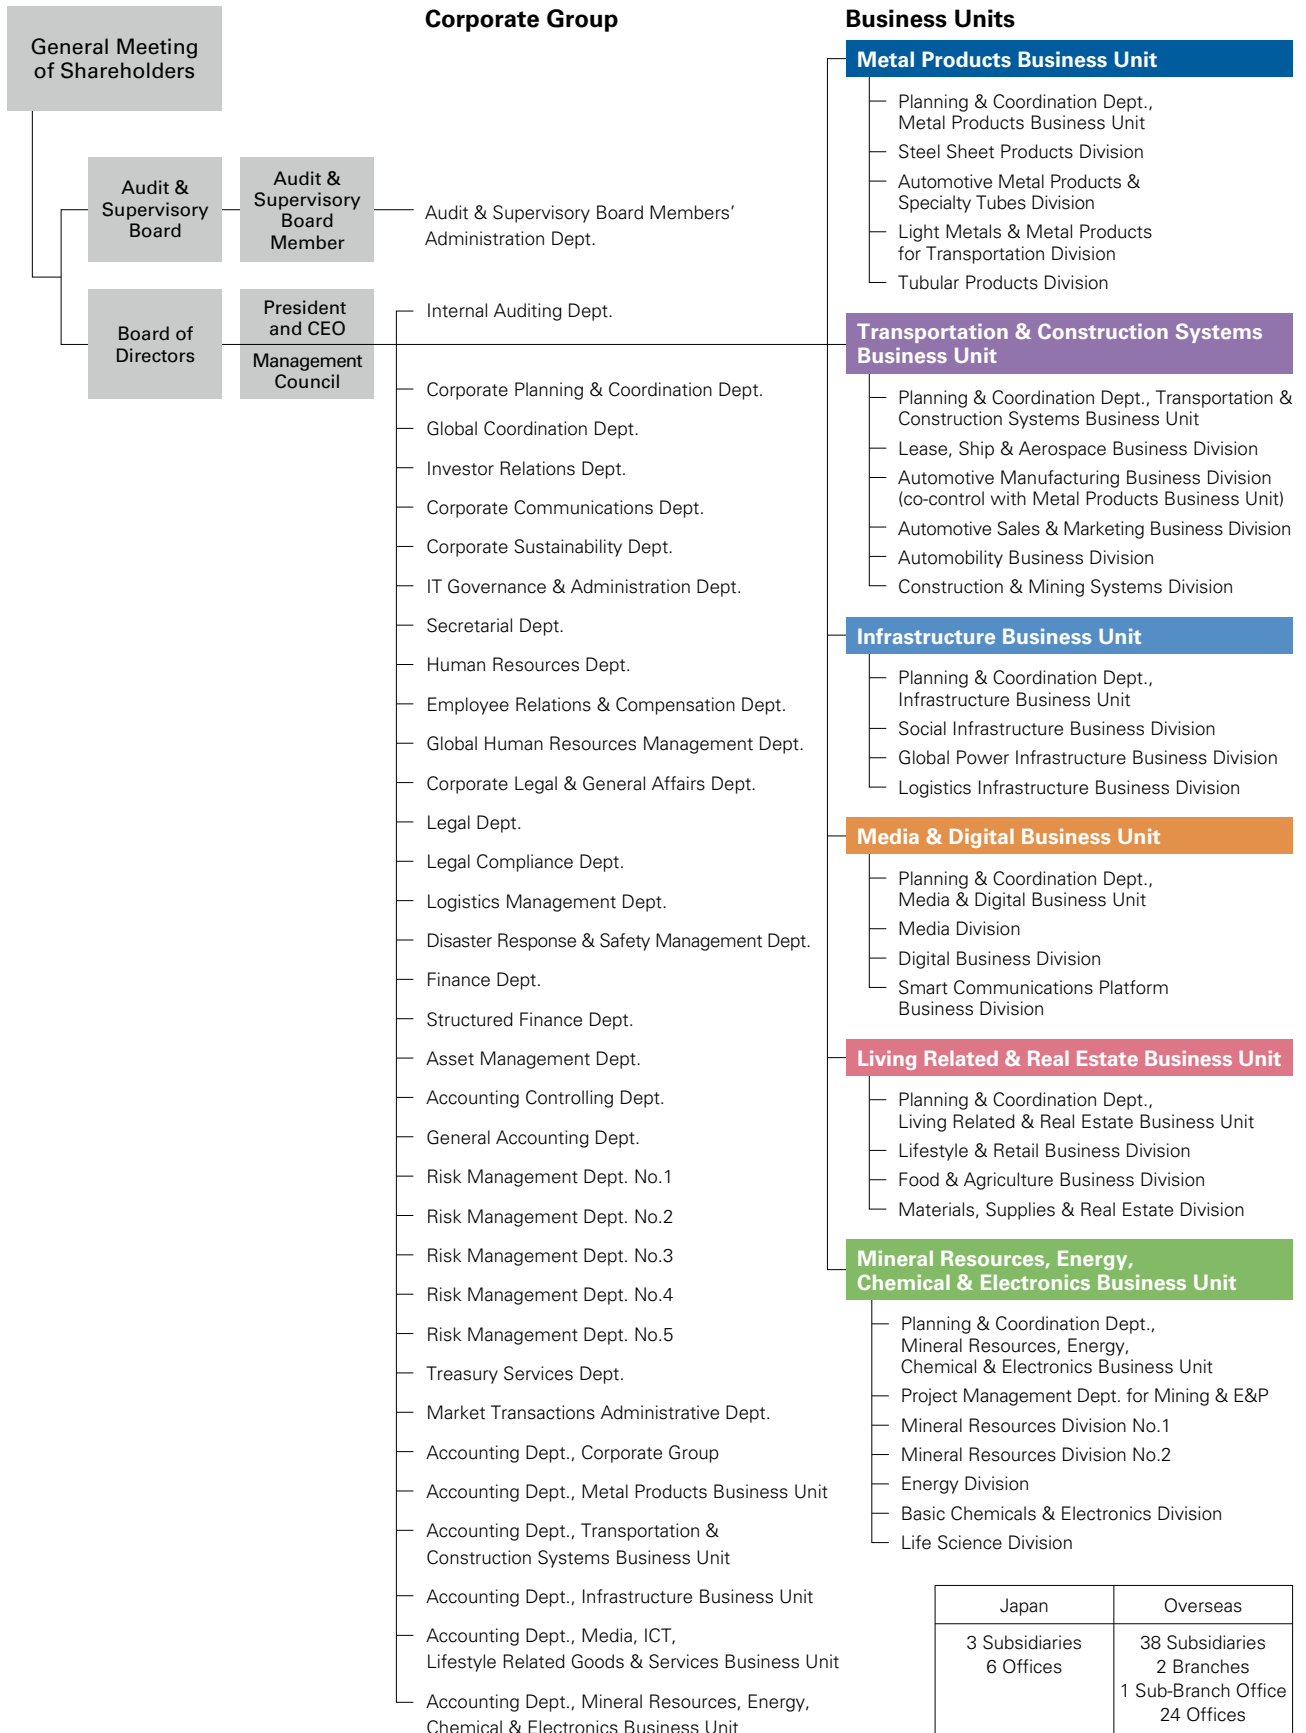 General Meeting
of Shareholders
Audit &
Supervisory
Board
Audit &
Supervisory
Board
Member
Board of
Directors
President
and CEO
Management
Council
Corporate Group
Audit & Supervisory Board Members’
Administration Dept.
Internal Auditing Dept.
Corporate Planning & Coordination Dept.
Global Coordination Dept.
Investor Relations Dept.
Corporate Communications Dept.
Corporate Sustainability Dept.
IT Governance & Administration Dept.
Secretarial Dept.
Human Resources Dept.
Employee Relations & Compensation Dept.
Global Human Resources Management Dept.
Corporate Legal & General Affairs Dept.
Legal Dept.
Legal Compliance Dept.
Logistics Management Dept.
Disaster Response & Safety Management Dept.
Finance Dept.
Structured Finance Dept.
Asset Management Dept.
Accounting Controlling Dept.
General Accounting Dept.
Risk Management Dept. No.1
Risk Management Dept. No.2
Risk Management Dept. No.3
Risk Management Dept. No.4
Risk Management Dept. No.5
Treasury Services Dept.
Market Transactions Administrative Dept.
Accounting Dept., Corporate Group
Accounting Dept., Metal Products Business Unit
Accounting Dept., Transportation &
Construction Systems Business Unit
Accounting Dept., Infrastructure Business Unit
Accounting Dept., Media, ICT,
Lifestyle Related Goods & Services Business Unit
Accounting Dept., Mineral Resources, Energy,
Chemical & Electronics Business Unit
Business Units
Metal Products Business Unit
Planning & Coordination Dept.,
Metal Products Business Unit
Steel Sheet Products Division
Automotive Metal Products &
Specialty Tubes Division
Light Metals & Metal Products
for Transportation Division
Tubular Products Division
Transportation & Construction Systems
Business Unit
Planning & Coordination Dept., Transportation &
Construction Systems Business Unit
Lease, Ship & Aerospace Business Division
Automotive Manufacturing Business Division
(co-control with Metal Products Business Unit)
Automotive Sales & Marketing Business Division
Automobility Business Division
Construction & Mining Systems Division
Infrastructure Business Unit
Planning & Coordination Dept.,
Infrastructure Business Unit
Social Infrastructure Business Division
Global Power Infrastructure Business Division
Logistics Infrastructure Business Division
Media & Digital Business Unit
Planning & Coordination Dept.,
Media & Digital Business Unit
Media Division
Digital Business Division
Smart Communications Platform
Business Division
Living Related & Real Estate Business Unit
Planning & Coordination Dept.,
Living Related & Real Estate Business Unit
Lifestyle & Retail Business Division
Food & Agriculture Business Division
Materials, Supplies & Real Estate Division
Mineral Resources, Energy,
Chemical & Electronics Business Unit
Planning & Coordination Dept.,
Mineral Resources, Energy,
Chemical & Electronics Business Unit
Project Management Dept. for Mining & E&P
Mineral Resources Division No.1
Mineral Resources Division No.2
Energy Division
Basic Chemicals & Electronics Division
Life Science Division
Japan
3 Subsidiaries
6 Offices
Overseas
38 Subsidiaries
2 Branches
1 Sub-Branch Office
24 Offices